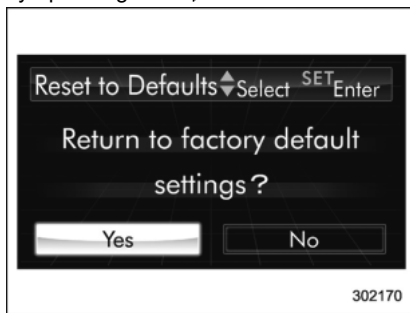 Reset to Defaults Select SET Enter
Return to factory default
settings?
Yes No
302170